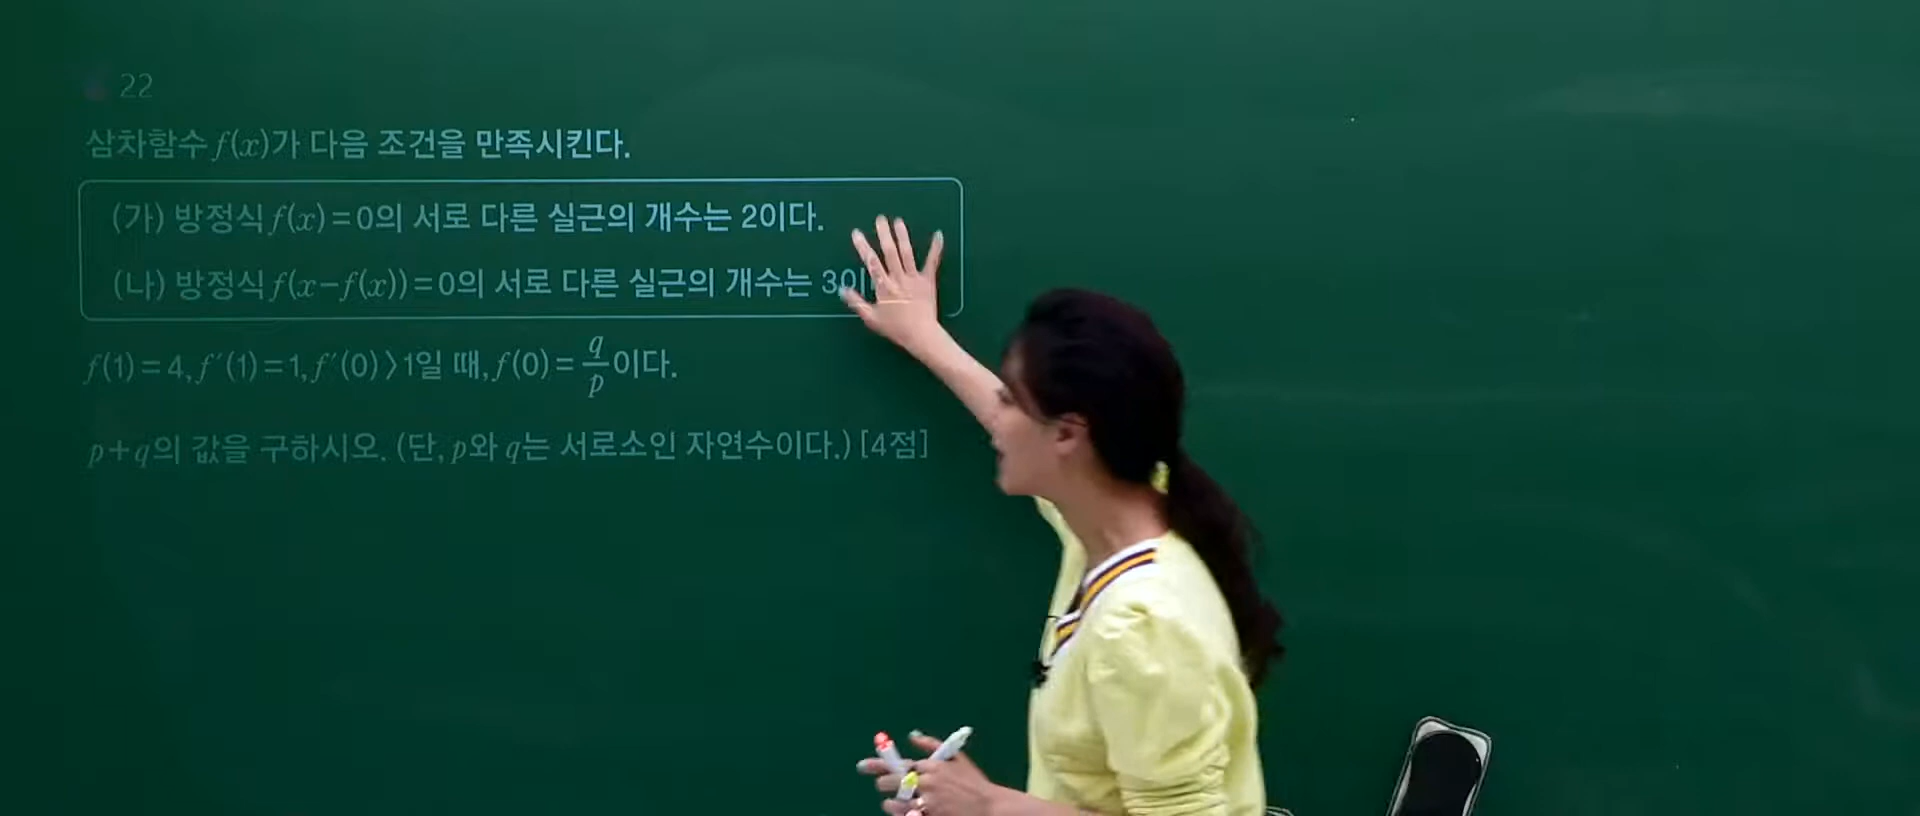 22
삼차함수 f(x)가 다음 조건을 만족시킨다.
(가) 방정식 f(x)=0의 서로 다른 실근의 개수는 2이다.
(나) 방정식 f(x-f(x))=0의 서로 다른 실근의 개수는 3이
f(1)=4, f′(1)=1, f′(0)>1일 때, f(0)=q/p이다.
p+q의 값을 구하시오. (단, p와 q는 서로소인 자연수이다.) [4점]